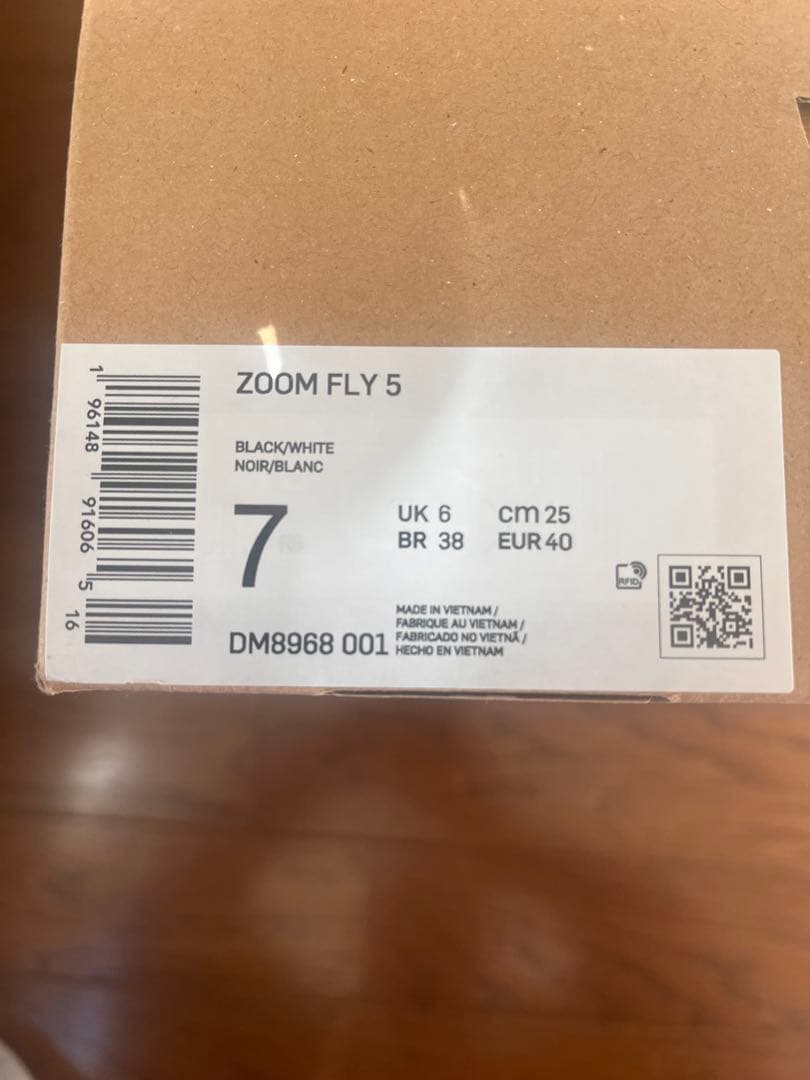 ZOOM FLY 5
BLACK/WHITE
NOIR/BLANC
7
UK 6 CM 25
BR 38 EUR 40
DM8968 001
MADE IN VIETNAM /
FABRIQUE AU VIETNAM /
FABRICADO NO VIETNÃ /
HECHO EN VIETNAM
RFID
1 96148 91606 5 16